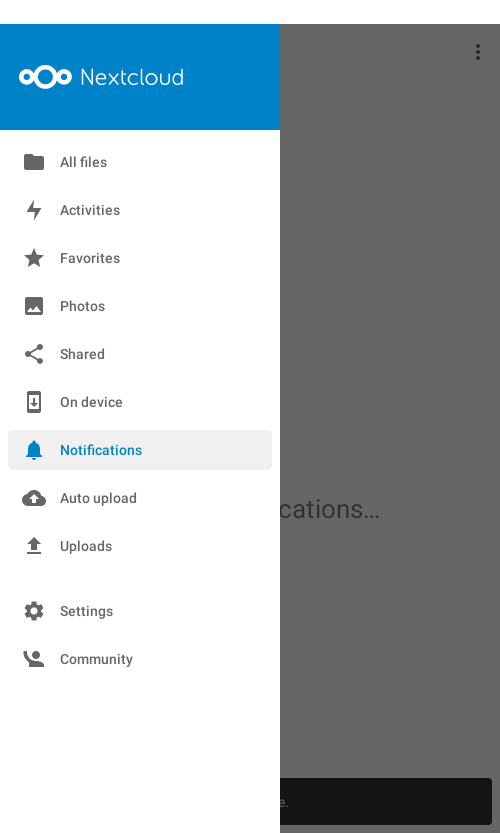 Nextcloud
All files
Activities
Favorites
Photos
Shared
On device
Notifications
cations...
Auto upload
Uploads
Settings
Community
e.